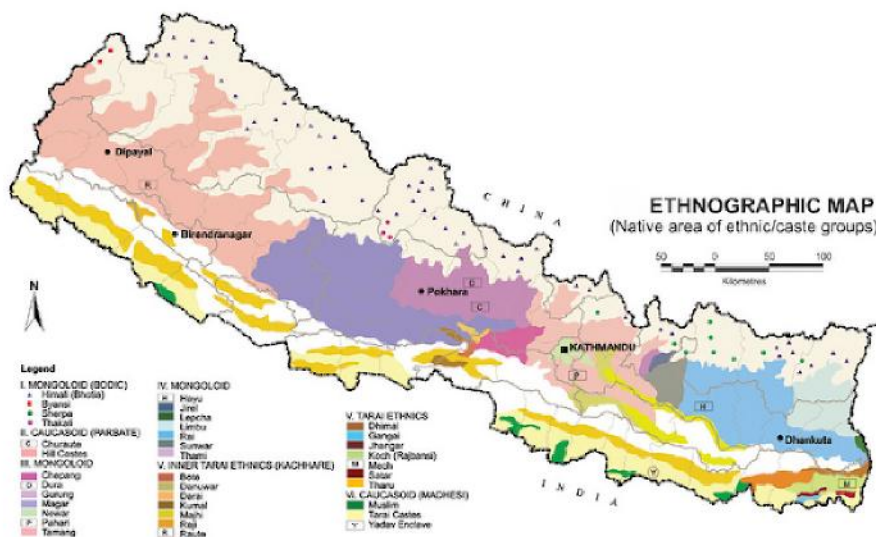 CHINA
Dipayal
R
Birendranagar
ETHNOGRAPHIC MAP
(Native area of ethnic/caste groups)
50 0 50 100
Kilometres
D
Pokhara
C
N
KATHMANDU
P
H
Dhankuta
INDIA
Y
M
Legend
I. MONGOLOID (BODIC)
Himali (Bhotia)
Byansi
Sherpa
Thakali
II. CAUCASOID (PARBATE)
C Churaute
Hill Castes
III. MONGOLOID
Chepang
D Dura
Gurung
Magar
Newar
P Pahari
Tamang
IV. MONGOLOID
H Hayu
Jirel
Lepcha
Limbu
Rai
Sunwar
Thami
V. INNER TARAI ETHNICS (KACHHARE)
Bote
Danuwar
Darai
Kumal
Majhi
Raji
R Raute
V. TARAI ETHNICS
Dhimal
Gangai
Jhangar
Koch (Rajbansi)
M Mech
Satar
Tharu
VI. CAUCASOID (MADHESI)
Muslim
Tarai Castes
Y Yadav Enclave